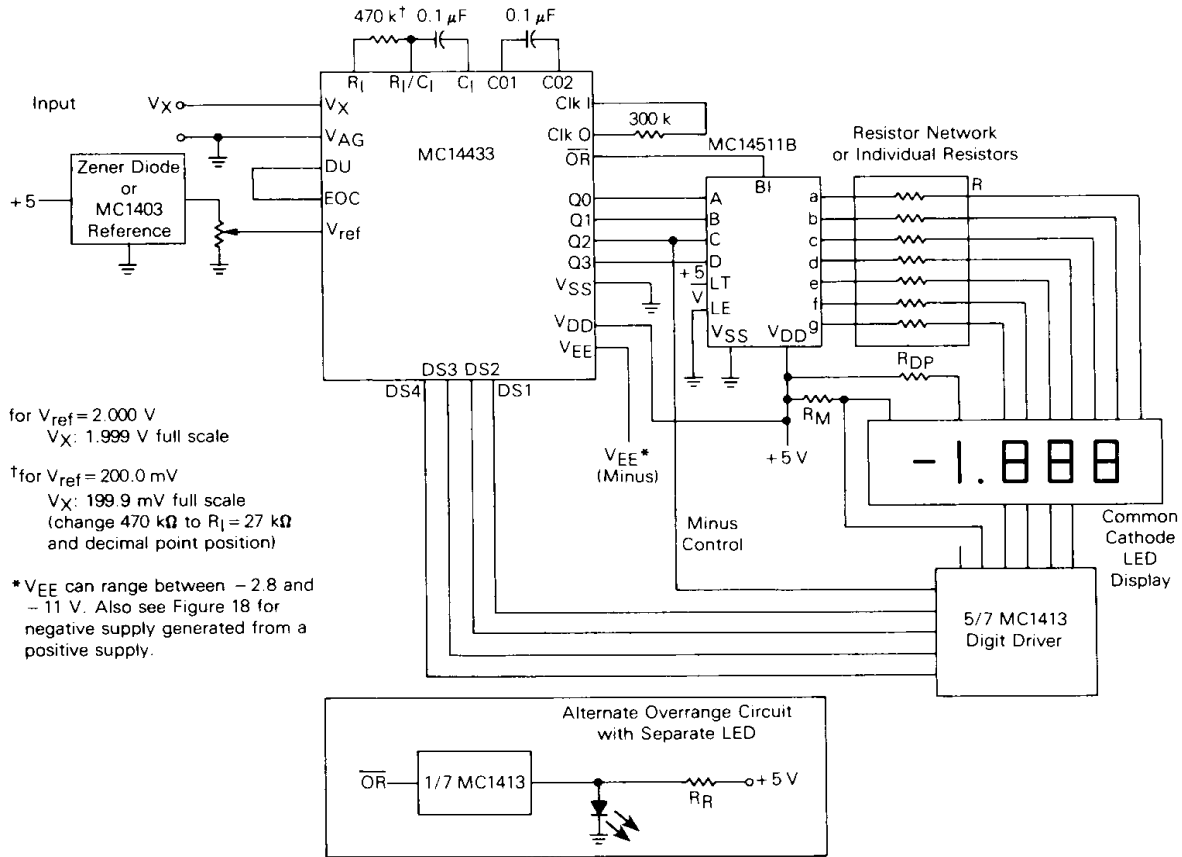 470 k† 0.1 µF 0.1 µF
RI RI/CI CI C01 C02
Input VX VX
VAG
DU
EOC
Vref
MC14433
Clk I
Clk O
300 k
OR
Q0
Q1
Q2
Q3
VSS
VDD
VEE
DS4 DS3 DS2 DS1
Zener Diode
or
MC1403
Reference
+5
MC14511B
BI
A
B
C
D
+5
V
LT
LE
VSS VDD
a
b
c
d
e
f
g
Resistor Network
or Individual Resistors
R
RDP
RM
+5 V
VEE*
(Minus)
Minus
Control
-1.888
Common
Cathode
LED
Display
5/7 MC1413
Digit Driver
for Vref = 2.000 V
VX: 1.999 V full scale
†for Vref = 200.0 mV
VX: 199.9 mV full scale
(change 470 kΩ to RI = 27 kΩ
and decimal point position)
*VEE can range between −2.8 and
−11 V. Also see Figure 18 for
negative supply generated from a
positive supply.
Alternate Overrange Circuit
with Separate LED
OR 1/7 MC1413 RR +5 V